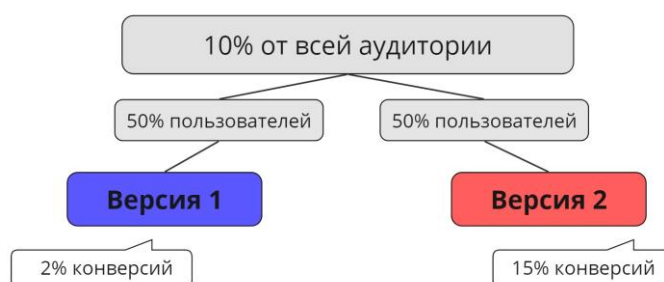 10% от всей аудитории
50% пользователей
50% пользователей
Версия 1
Версия 2
2% конверсий
15% конверсий